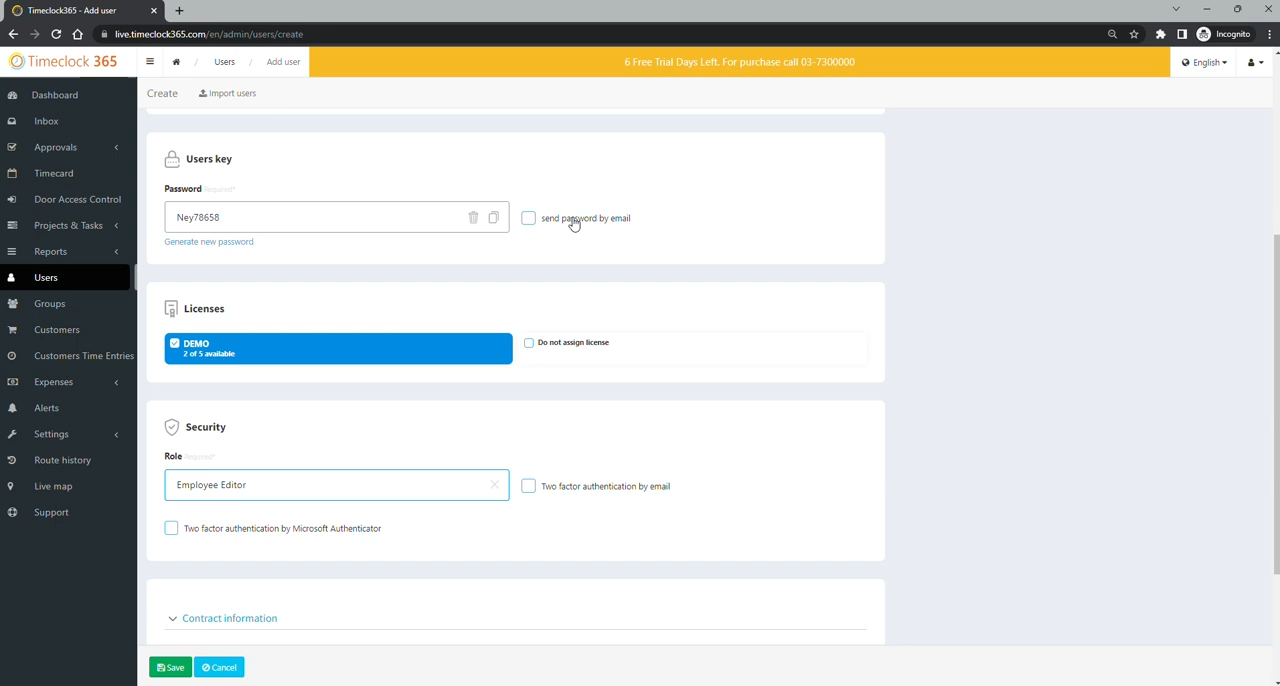 Timeclock365 - Add user
live.timeclock365.com/en/admin/users/create
Incognito
Timeclock 365
Users / Add user
6 Free Trial Days Left. For purchase call 03-7300000
English
Create
Import users
Dashboard
Inbox
Approvals
Timecard
Door Access Control
Projects & Tasks
Reports
Users
Groups
Customers
Customers Time Entries
Expenses
Alerts
Settings
Route history
Live map
Support
Users key
Password Required*
Ney78658
send password by email
Generate new password
Licenses
DEMO
2 of 5 available
Do not assign license
Security
Role Required*
Employee Editor
Two factor authentication by email
Two factor authentication by Microsoft Authenticator
Contract information
Save
Cancel